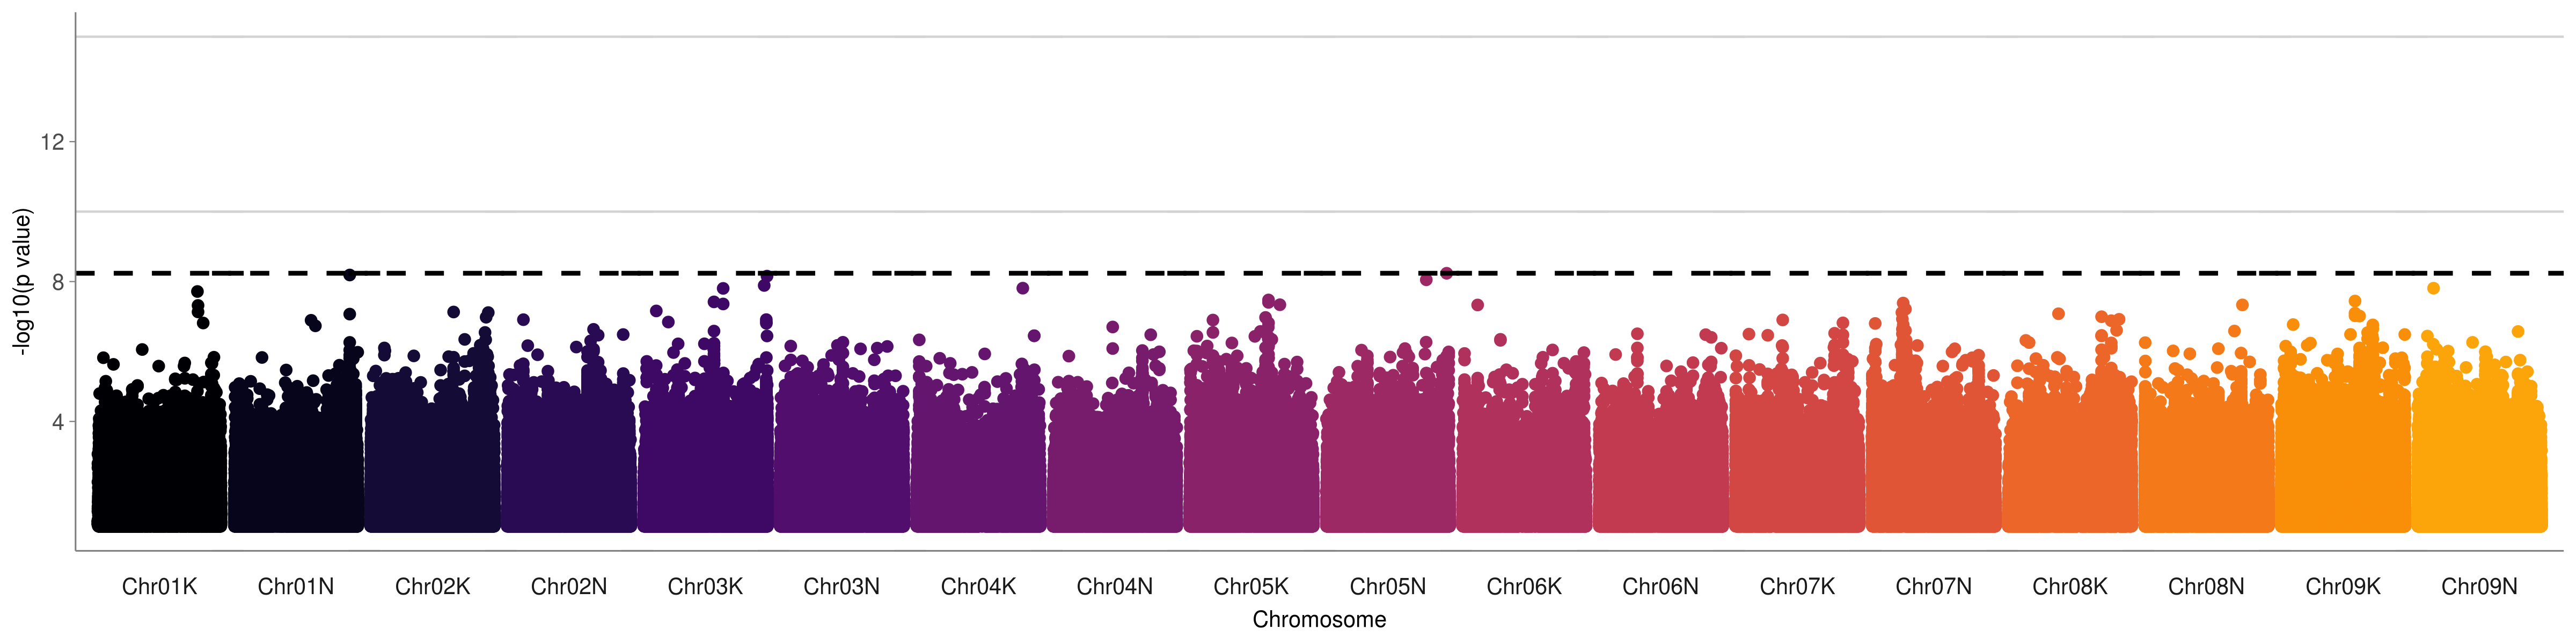 12
8
4
-log10(p value)
Chr01K Chr01N Chr02K Chr02N Chr03K Chr03N Chr04K Chr04N Chr05K Chr05N Chr06K Chr06N Chr07K Chr07N Chr08K Chr08N Chr09K Chr09N
Chromosome